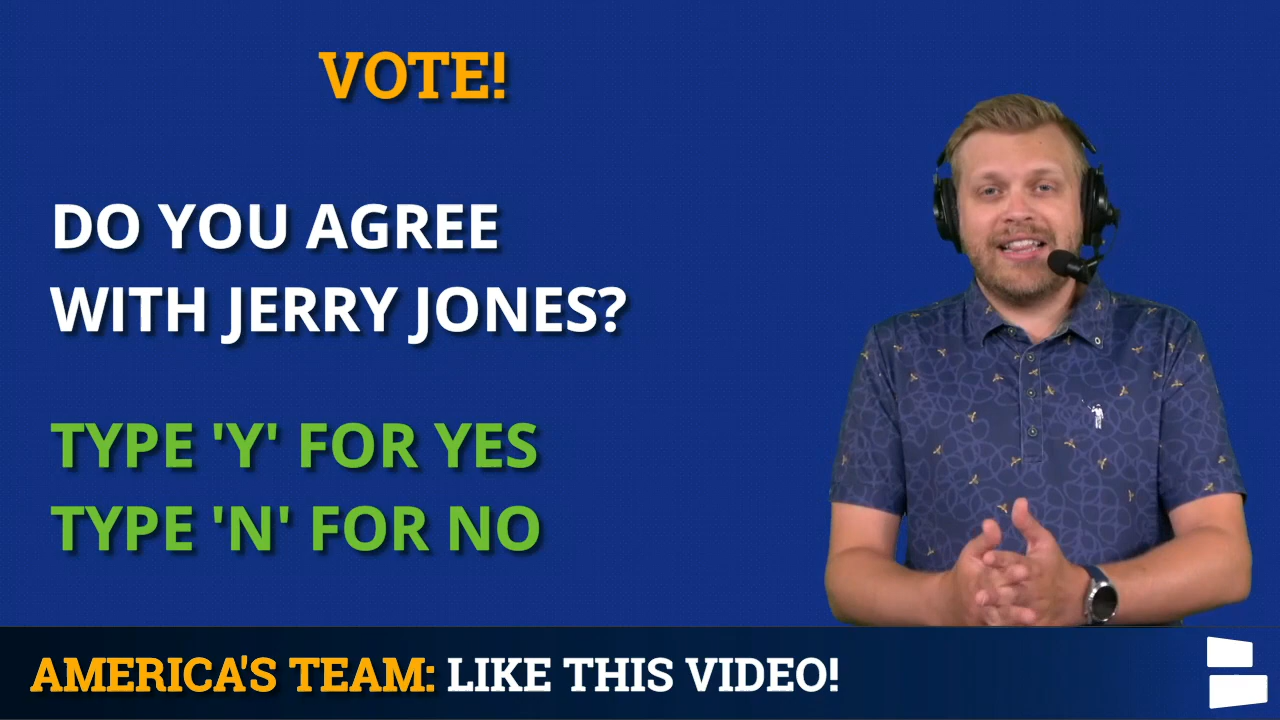 VOTE!
DO YOU AGREE
WITH JERRY JONES?
TYPE 'Y' FOR YES
TYPE 'N' FOR NO
AMERICA'S TEAM: LIKE THIS VIDEO!